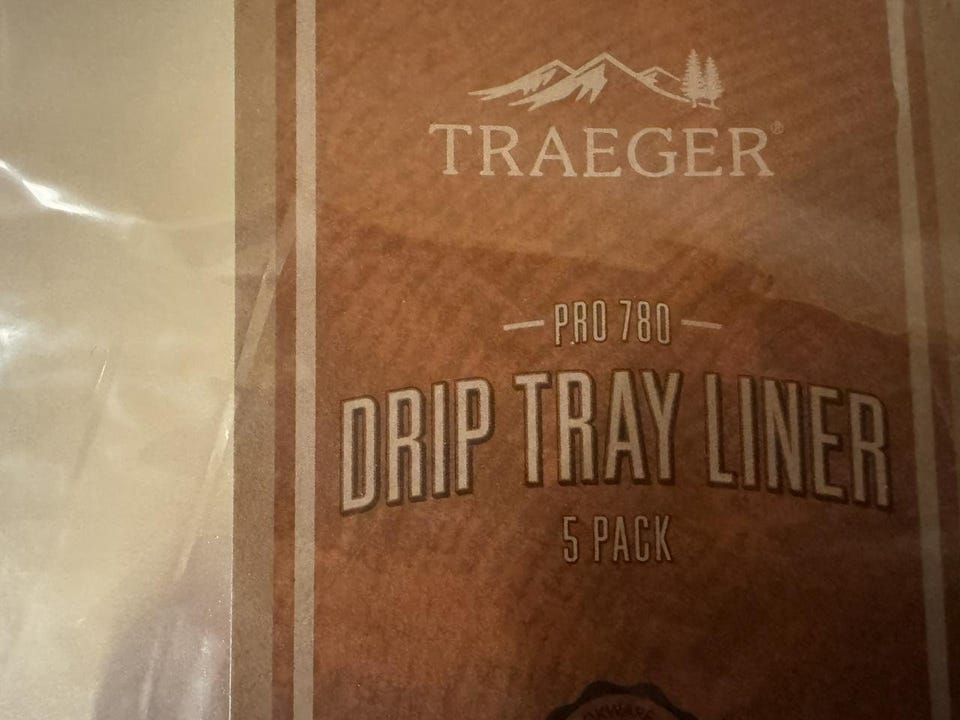 TRAEGER®
PRO 780
DRIP TRAY LINER
5 PACK